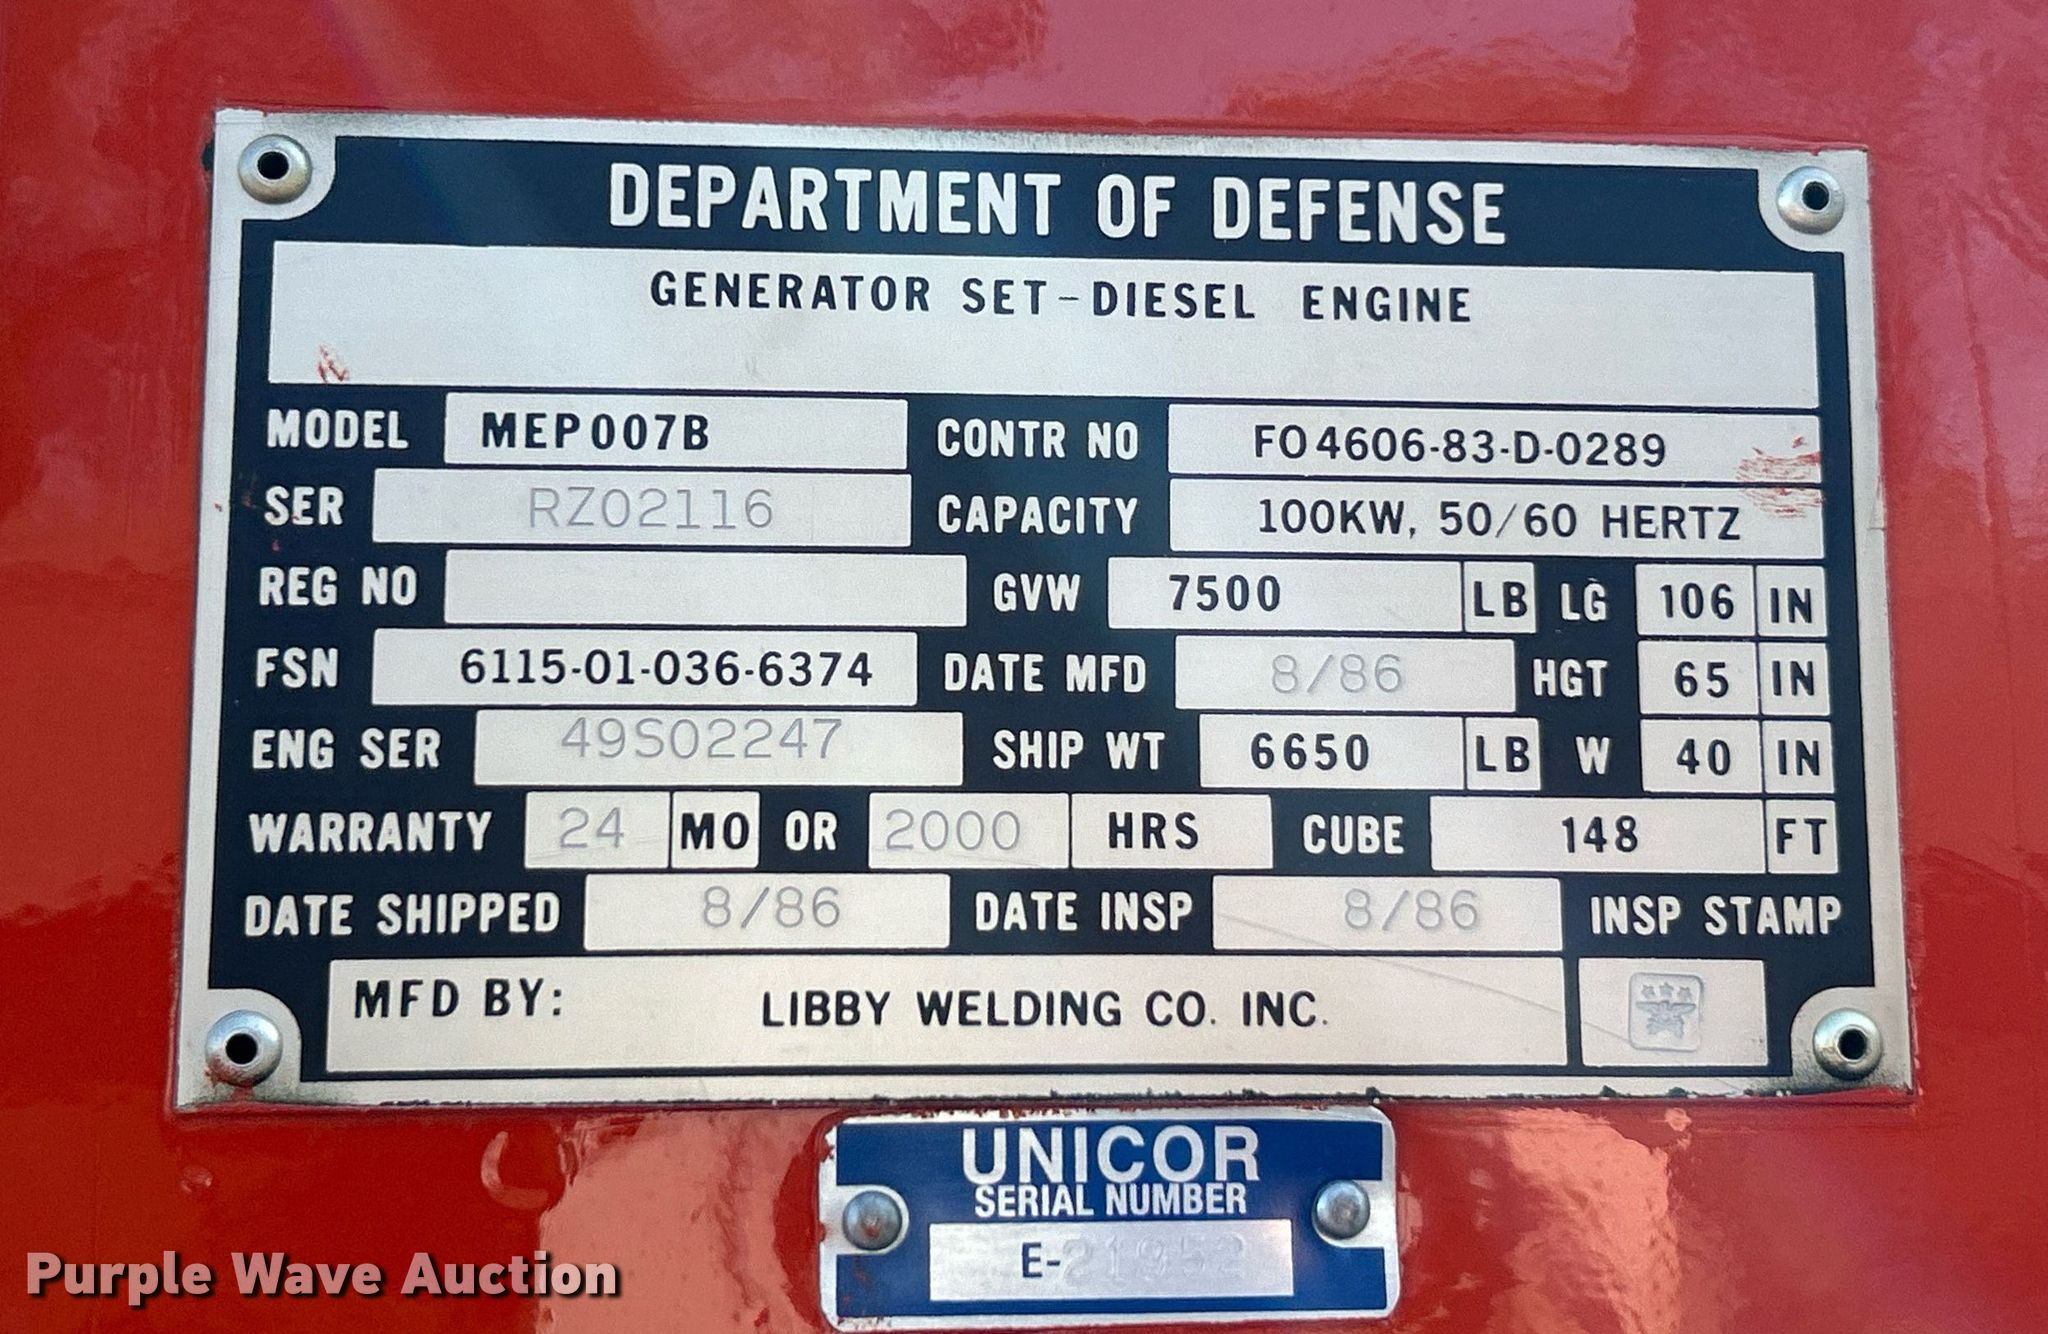 DEPARTMENT OF DEFENSE
GENERATOR SET-DIESEL ENGINE
MODEL MEP007B CONTR NO FO4606-83-D-0289
SER RZ02116 CAPACITY 100KW, 50/60 HERTZ
REG NO GVW 7500 LB LG 106 IN
FSN 6115-01-036-6374 DATE MFD 8/86 HGT 65 IN
ENG SER 49S02247 SHIP WT 6650 LB W 40 IN
WARRANTY 24 MO OR 2000 HRS CUBE 148 FT
DATE SHIPPED 8/86 DATE INSP 8/86 INSP STAMP
MFD BY: LIBBY WELDING CO. INC.
UNICOR
SERIAL NUMBER
E-21952
Purple Wave Auction